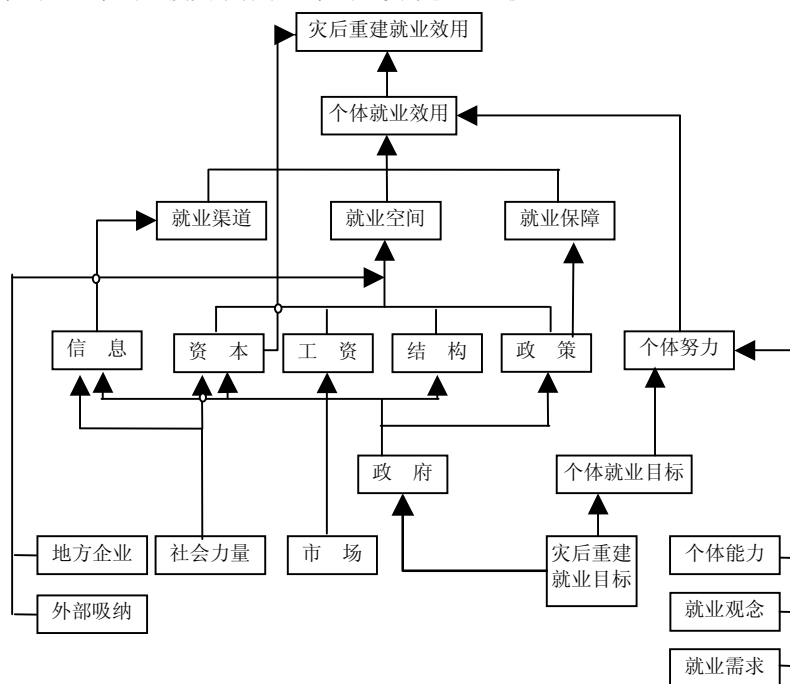 灾后重建就业效用
个体就业效用
就业渠道
就业空间
就业保障
信 息
资 本
工 资
结 构
政 策
个体努力
政 府
个体就业目标
地方企业
社会力量
市 场
灾后重建
就业目标
个体能力
外部吸纳
就业观念
就业需求